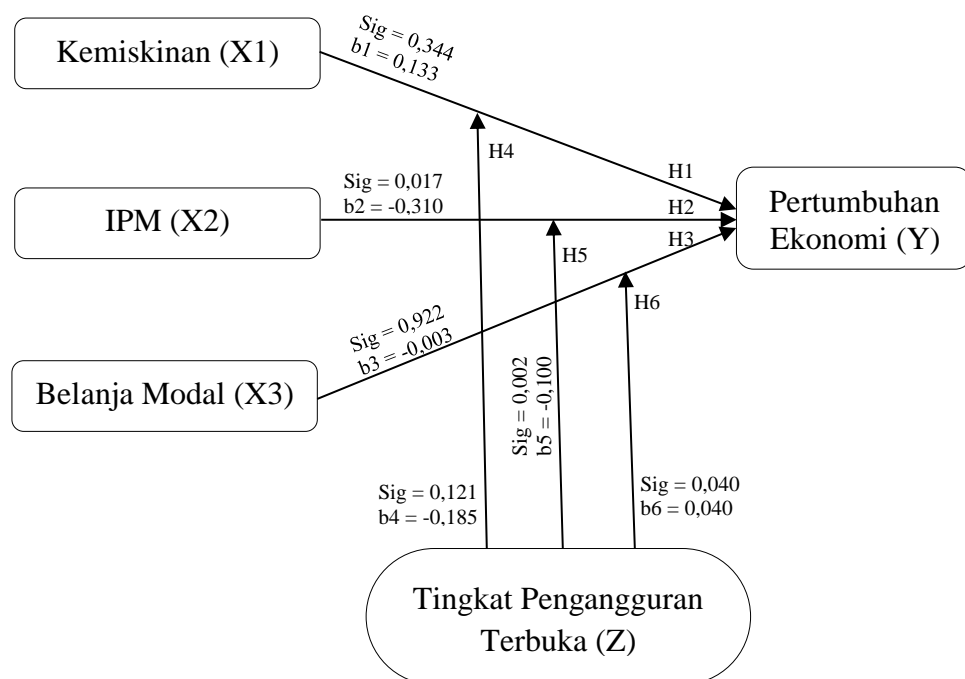 Kemiskinan (X1)
Sig = 0,344
b1 = 0,133
H4
H1
IPM (X2)
Sig = 0,017
b2 = -0,310
H2
Pertumbuhan
Ekonomi (Y)
H3
H5
H6
Belanja Modal (X3)
Sig = 0,922
b3 = -0,003
Sig = 0,002
b5 = -0,100
Sig = 0,121
b4 = -0,185
Sig = 0,040
b6 = 0,040
Tingkat Pengangguran
Terbuka (Z)